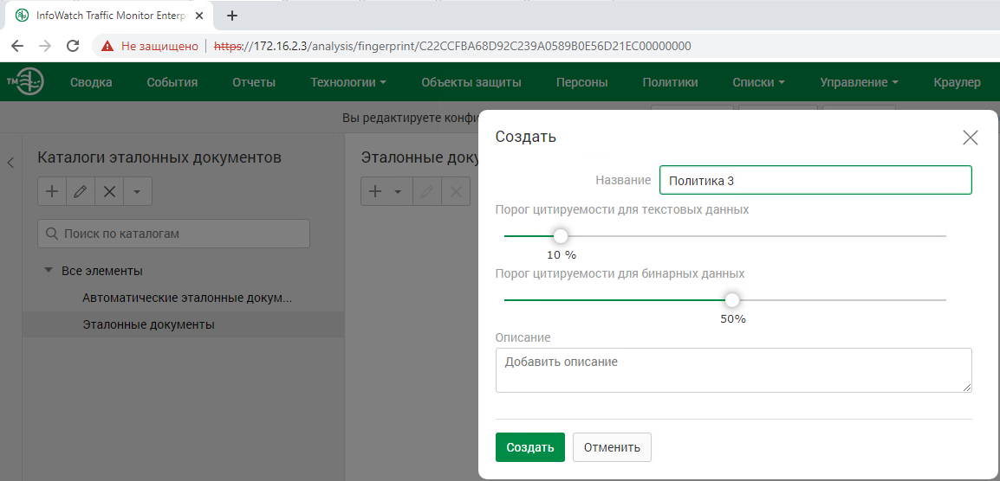 InfoWatch Traffic Monitor Enterp
Не защищено https://172.16.2.3/analysis/fingerprint/C22CCFBA68D92C239A0589B0E56D21EC00000000
™ Сводка События Отчеты Технологии Объекты защиты Персоны Политики Списки Управление Краулер
Вы редактируете конфи
Каталоги эталонных документов
Поиск по каталогам
Все элементы
Автоматические эталонные докум...
Эталонные документы
Эталонные доку
Создать
Название Политика 3
Порог цитируемости для текстовых данных
10 %
Порог цитируемости для бинарных данных
50%
Описание
Добавить описание
Создать Отменить